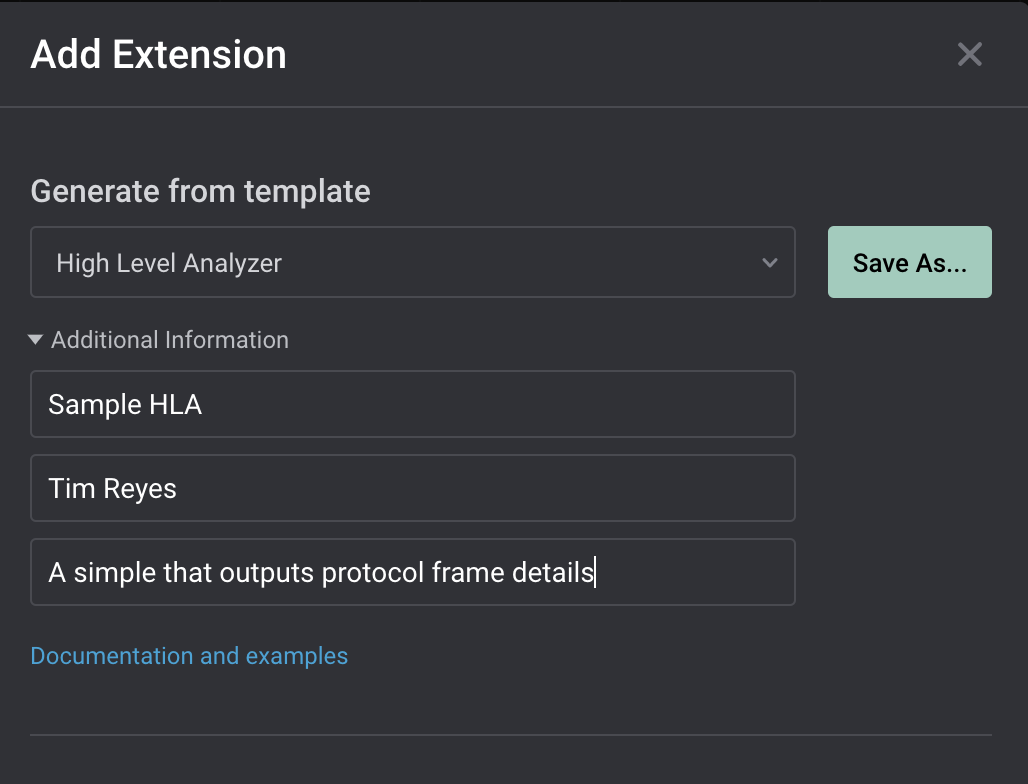 Add Extension
Generate from template
High Level Analyzer
Save As...
Additional Information
Sample HLA
Tim Reyes
A simple that outputs protocol frame details
Documentation and examples